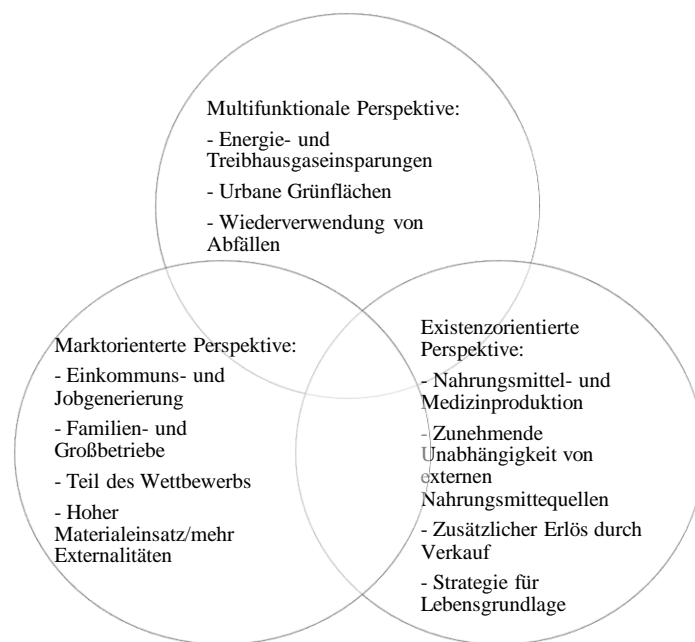 Multifunktionale Perspektive:
- Energie- und
Treibhausgaseinsparungen
- Urbane Grünflächen
- Wiederverwendung von
Abfällen
Marktorienterte Perspektive:
- Einkommuns- und
Jobgenerierung
- Familien- und
Großbetriebe
- Teil des Wettbewerbs
- Hoher
Materialeinsatz/mehr
Externalitäten
Existenzorientierte
Perspektive:
- Nahrungsmittel- und
Medizinproduktion
- Zunehmende
Unabhängigkeit von
externen
Nahrungsmittequellen
- Zusätzlicher Erlös durch
Verkauf
- Strategie für
Lebensgrundlage